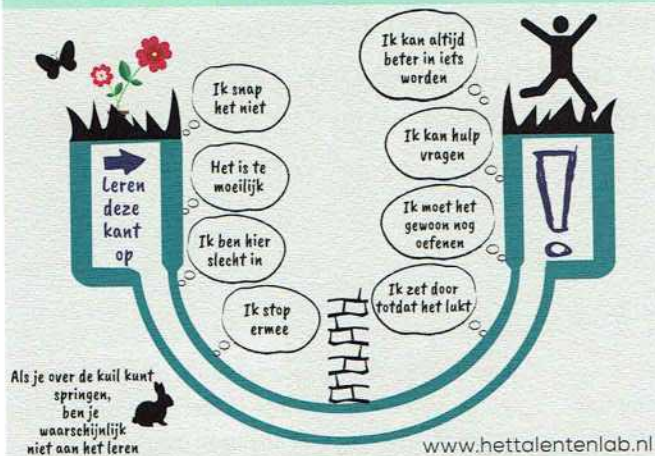 Leren
deze
kant
op
Ik snap
het niet
Het is te
moeilijk
Ik ben hier
slecht in
Ik stop
ermee
Ik zet door
totdat het lukt
Ik moet het
gewoon nog
oefenen
Ik kan hulp
vragen
Ik kan altijd
beter in iets
worden
!
Als je over de kuil kunt
springen,
ben je
waarschijnlijk
niet aan het leren
www.hettalentenlab.nl